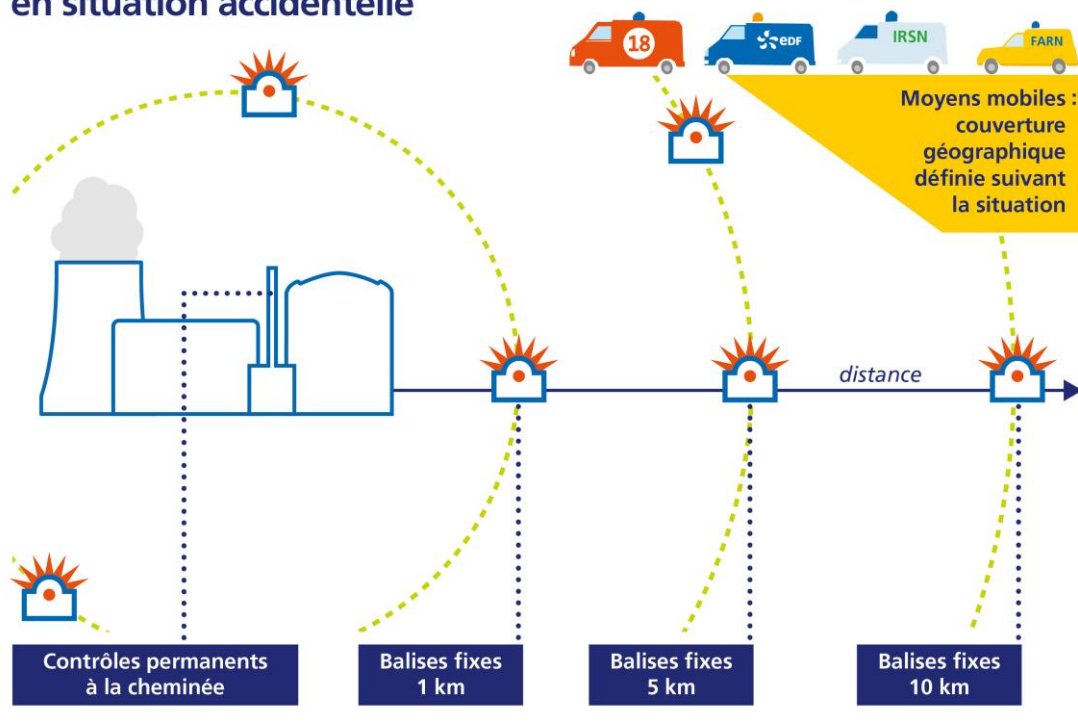 en situation accidentelle
18
edF
IRSN
FARN
Moyens mobiles :
couverture
géographique
définie suivant
la situation
distance
Contrôles permanents
à la cheminée
Balises fixes
1 km
Balises fixes
5 km
Balises fixes
10 km